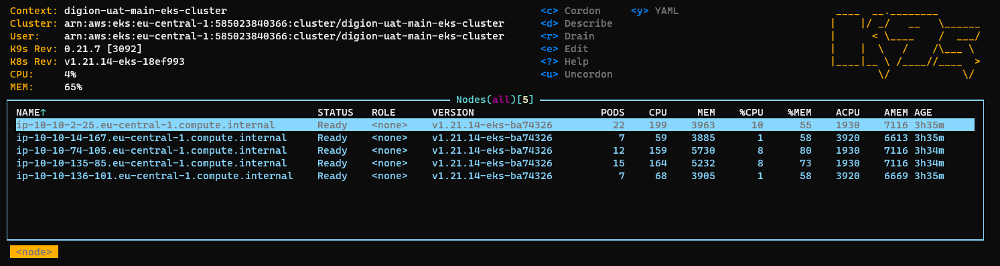 Context: digion-uat-main-eks-cluster <c> Cordon <y> YAML
Cluster: arn:aws:eks:eu-central-1:585023840366:cluster/digion-uat-main-eks-cluster <d> Describe
User: arn:aws:eks:eu-central-1:585023840366:cluster/digion-uat-main-eks-cluster <r> Drain
K9s Rev: 0.21.7 [3092] <e> Edit
K8s Rev: v1.21.14-eks-18ef993 <?> Help
CPU: 4% <u> Uncordon
MEM: 65%
K9s
Nodes(all)[5]
NAME↑ STATUS ROLE VERSION PODS CPU MEM %CPU %MEM ACPU AMEM AGE
ip-10-10-2-25.eu-central-1.compute.internal Ready <none> v1.21.14-eks-ba74326 22 199 3963 10 55 1930 7116 3h35m
ip-10-10-14-167.eu-central-1.compute.internal Ready <none> v1.21.14-eks-ba74326 7 59 3885 1 58 3920 6613 3h35m
ip-10-10-74-105.eu-central-1.compute.internal Ready <none> v1.21.14-eks-ba74326 12 159 5730 8 80 1930 7116 3h34m
ip-10-10-135-85.eu-central-1.compute.internal Ready <none> v1.21.14-eks-ba74326 15 164 5232 8 73 1930 7116 3h34m
ip-10-10-136-101.eu-central-1.compute.internal Ready <none> v1.21.14-eks-ba74326 7 68 3905 1 58 3920 6669 3h35m
<node>